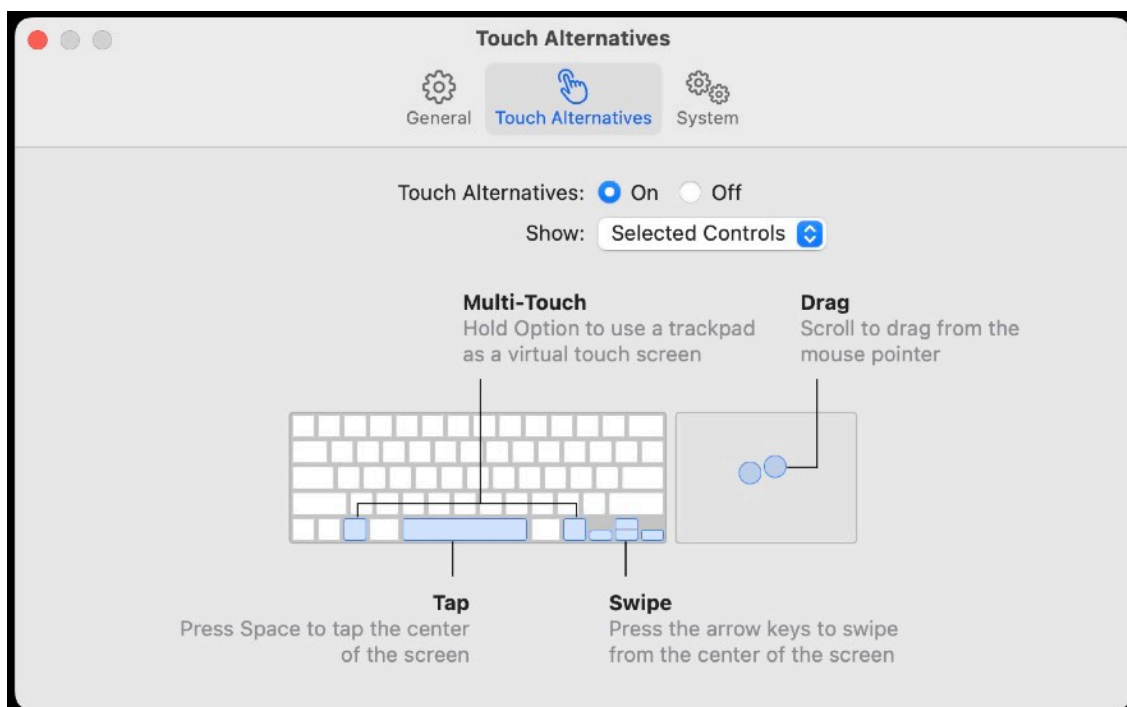 Touch Alternatives
General
Touch Alternatives
System
Touch Alternatives: On Off
Show: Selected Controls
Multi-Touch
Hold Option to use a trackpad
as a virtual touch screen
Drag
Scroll to drag from the
mouse pointer
Tap
Press Space to tap the center
of the screen
Swipe
Press the arrow keys to swipe
from the center of the screen